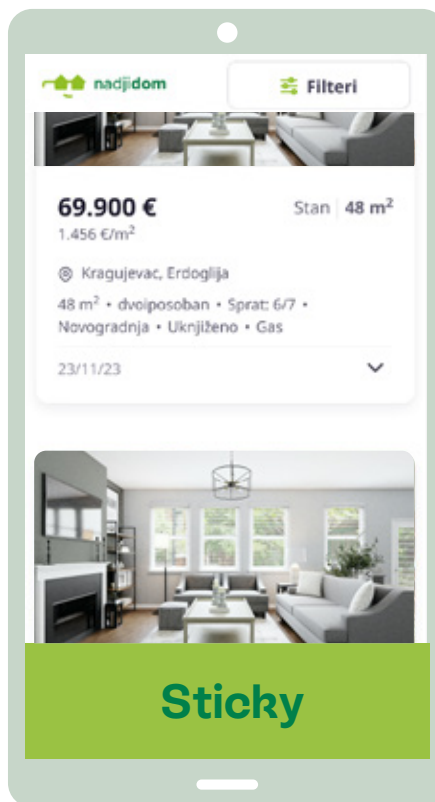 nadjidom
Filteri
69.900 €
Stan | 48 m²
1.456 €/m²
Kragujevac, Erdoglija
48 m² • dvoiposoban • Sprat: 6/7 •
Novogradnja • Uknjiženo • Gas
23/11/23
Sticky